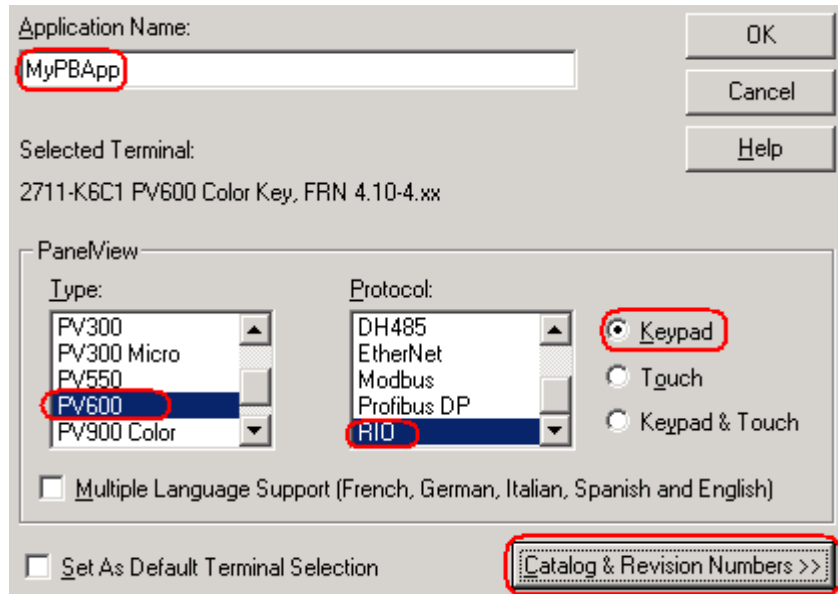 Application Name:
OK
MyPBApp
Cancel
Selected Terminal:
Help
2711-K6C1 PV600 Color Key, FRN 4.10-4.xx
PanelView
Type:
PV300
PV300 Micro
PV550
PV600
PV900 Color
Protocol:
DH485
EtherNet
Modbus
Profibus DP
RIO
Keypad
Touch
Keypad & Touch
Multiple Language Support (French, German, Italian, Spanish and English)
Set As Default Terminal Selection
Catalog & Revision Numbers >>